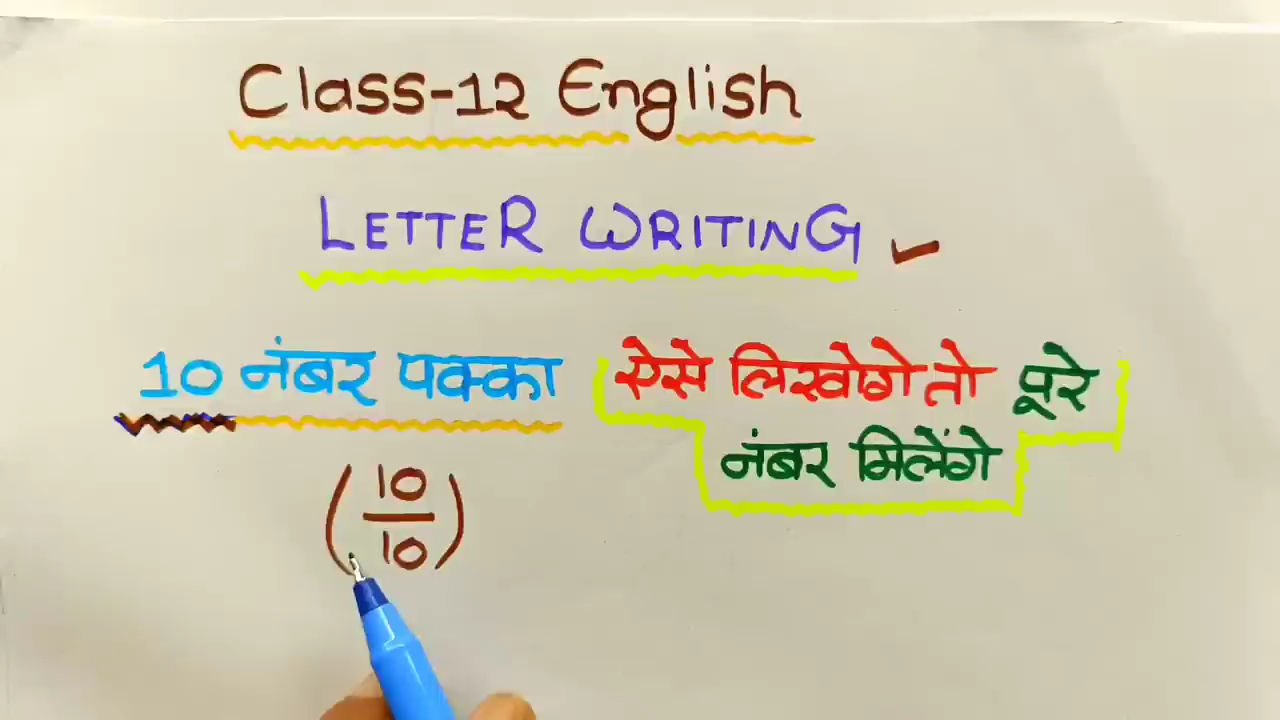 Class-12 English
LETTER WRITING
10 नंबर पक्का
ऐसे लिखोगे तो पूरे
नंबर मिलेंगे
(10/10)